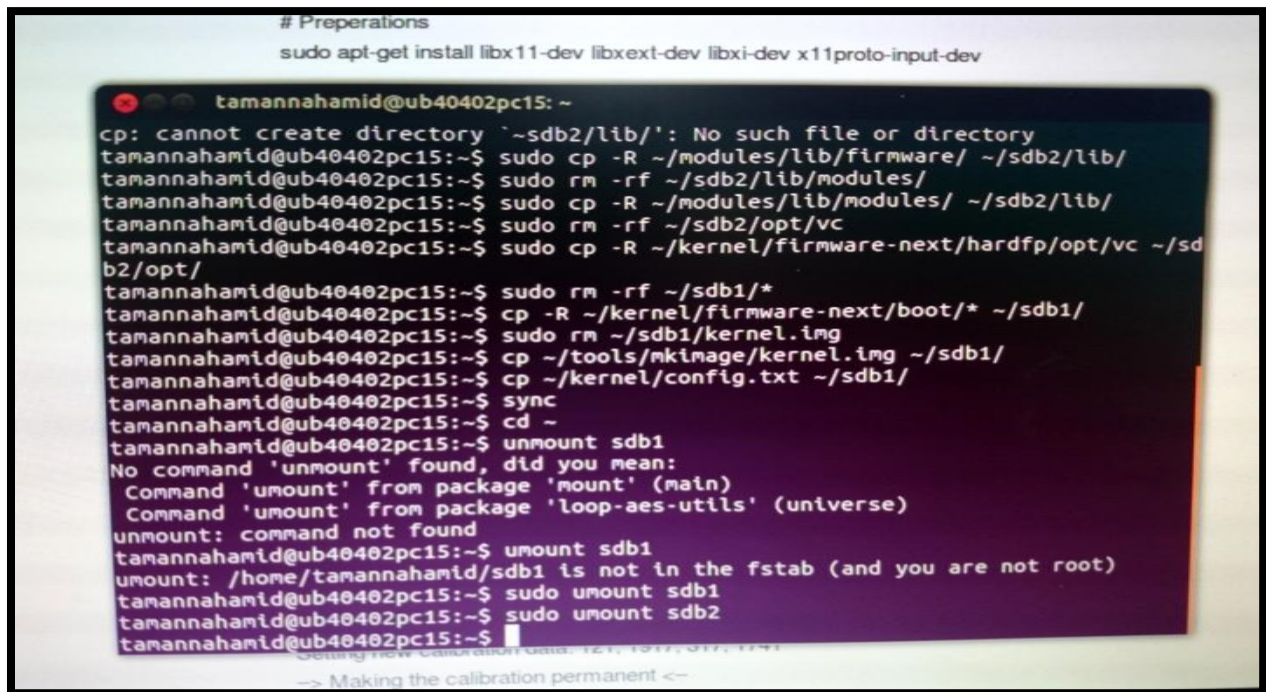 # Preperations
sudo apt-get install libx11-dev libxext-dev libxi-dev x11proto-input-dev
tamannahamid@ub40402pc15: ~
cp: cannot create directory `~sdb2/lib/': No such file or directory
tamannahamid@ub40402pc15:~$ sudo cp -R ~/modules/lib/firmware/ ~/sdb2/lib/
tamannahamid@ub40402pc15:~$ sudo rm -rf ~/sdb2/lib/modules/
tamannahamid@ub40402pc15:~$ sudo cp -R ~/modules/lib/modules/ ~/sdb2/lib/
tamannahamid@ub40402pc15:~$ sudo rm -rf ~/sdb2/opt/vc
tamannahamid@ub40402pc15:~$ sudo cp -R ~/kernel/firmware-next/hardfp/opt/vc ~/sd
b2/opt/
tamannahamid@ub40402pc15:~$ sudo rm -rf ~/sdb1/*
tamannahamid@ub40402pc15:~$ cp -R ~/kernel/firmware-next/boot/* ~/sdb1/
tamannahamid@ub40402pc15:~$ sudo rm ~/sdb1/kernel.img
tamannahamid@ub40402pc15:~$ cp ~/tools/mkimage/kernel.img ~/sdb1/
tamannahamid@ub40402pc15:~$ cp ~/kernel/config.txt ~/sdb1/
tamannahamid@ub40402pc15:~$ sync
tamannahamid@ub40402pc15:~$ cd ~
tamannahamid@ub40402pc15:~$ unmount sdb1
No command 'unmount' found, did you mean:
Command 'umount' from package 'mount' (main)
Command 'umount' from package 'loop-aes-utils' (universe)
unmount: command not found
tamannahamid@ub40402pc15:~$ umount sdb1
umount: /home/tamannahamid/sdb1 is not in the fstab (and you are not root)
tamannahamid@ub40402pc15:~$ sudo umount sdb1
tamannahamid@ub40402pc15:~$ sudo umount sdb2
tamannahamid@ub40402pc15:~$
Setting new calibration data:
--> Making the calibration permanent <--